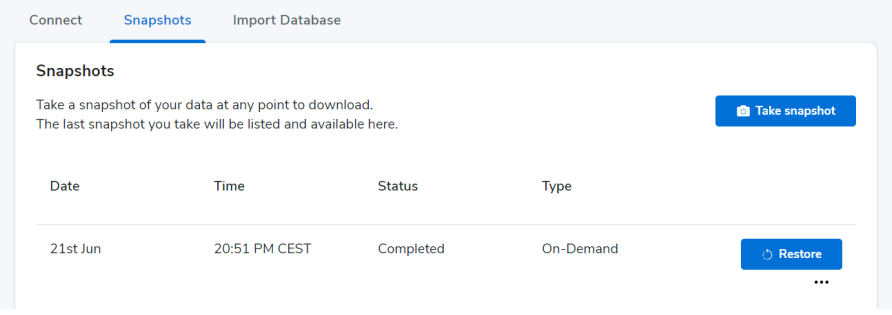 Connect Snapshots Import Database
Snapshots
Take a snapshot of your data at any point to download.
The last snapshot you take will be listed and available here.
Take snapshot
Date Time Status Type
21st Jun 20:51 PM CEST Completed On-Demand
Restore